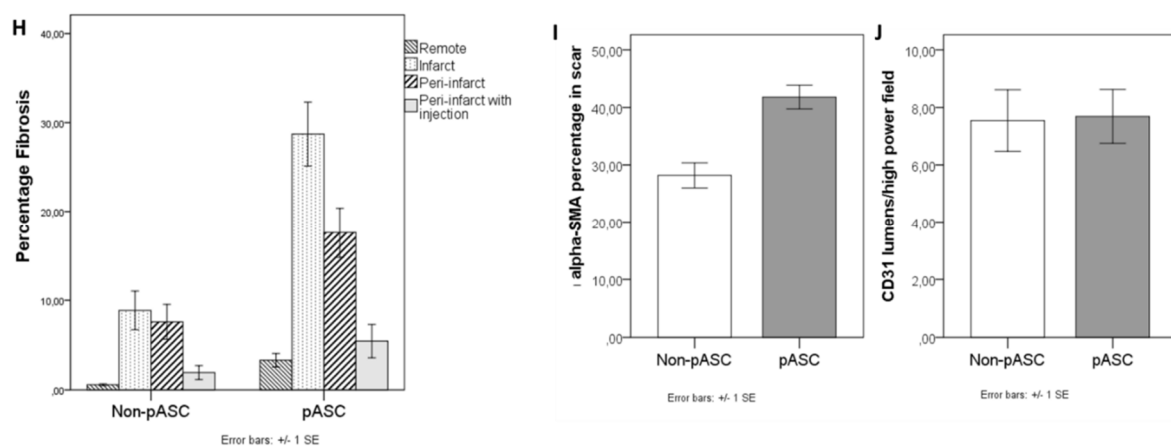 H
Percentage Fibrosis
40,00
30,00
20,00
10,00
,00
Non-pASC
pASC
Error bars: +/- 1 SE
Remote
Infarct
Peri-infarct
Peri-infarct with
injection
I
alpha-SMA percentage in scar
50,00
40,00
30,00
20,00
10,00
,00
Non-pASC
pASC
Error bars: +/- 1 SE
J
CD31 lumens/high power field
10,00
8,00
6,00
4,00
2,00
,00
Non-pASC
pASC
Error bars: +/- 1 SE